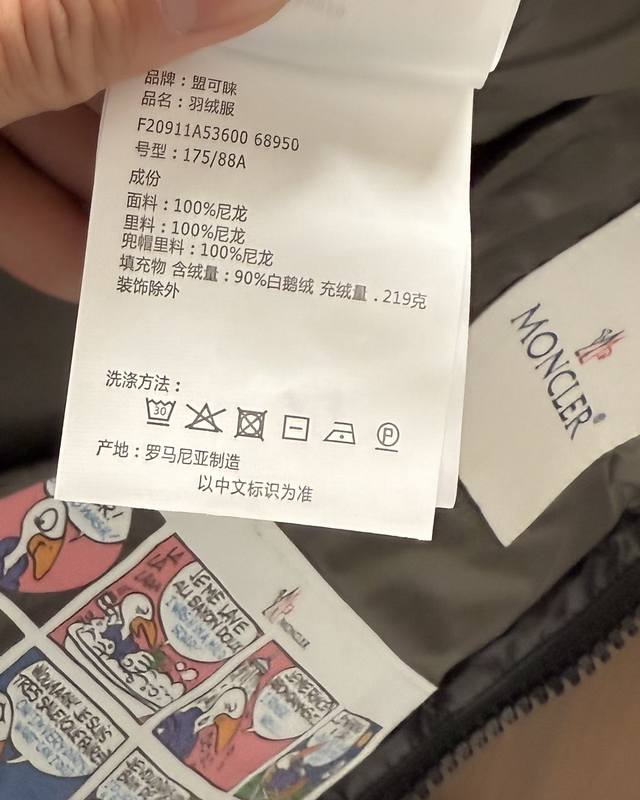 品牌：盟可睐
品名：羽绒服
F20911A53600 68950
号型：175/88A
成份
面料：100%尼龙
里料：100%尼龙
兜帽里料：100%尼龙
填充物 含绒量：90%白鹅绒 充绒量．219克
装饰除外
洗涤方法：
30
P
产地：罗马尼亚制造
以中文标识为准
MONCLER
MONCLER